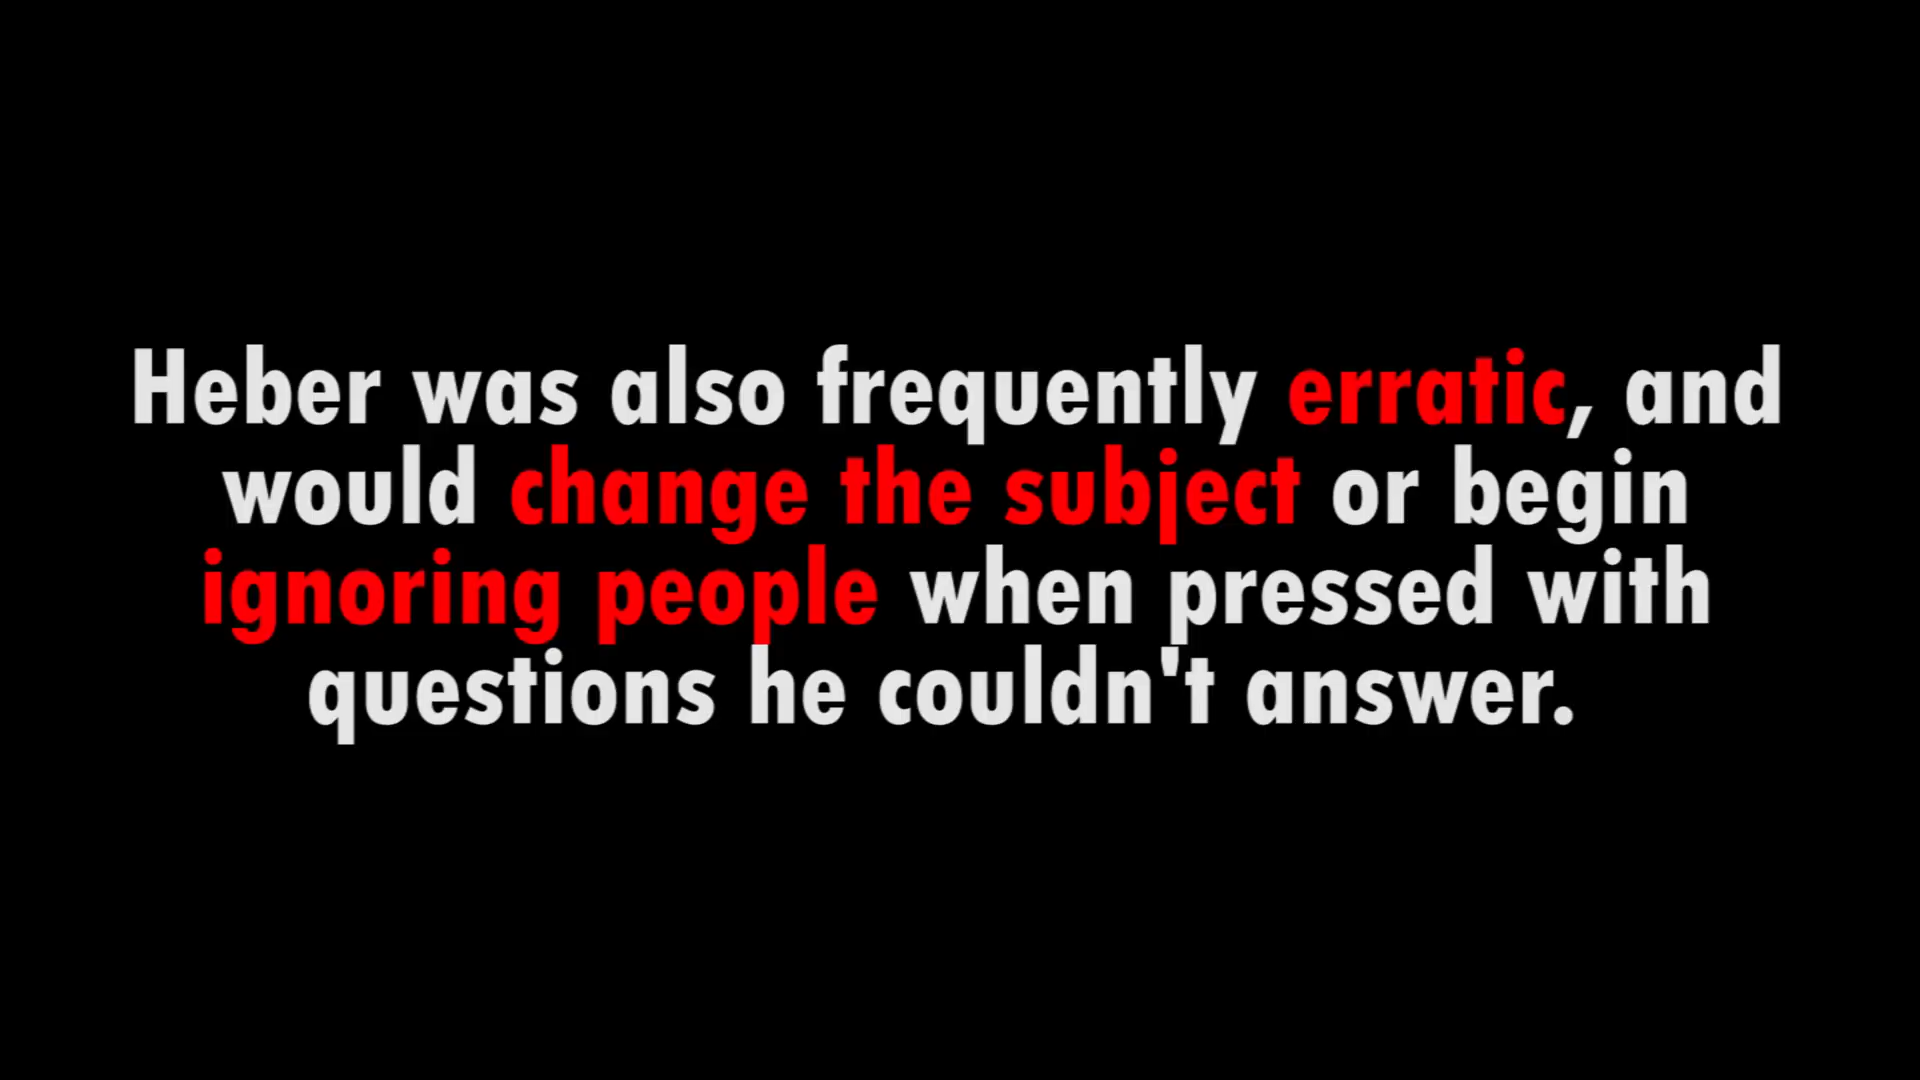 Heber was also frequently erratic, and
would change the subject or begin
ignoring people when pressed with
questions he couldn't answer.